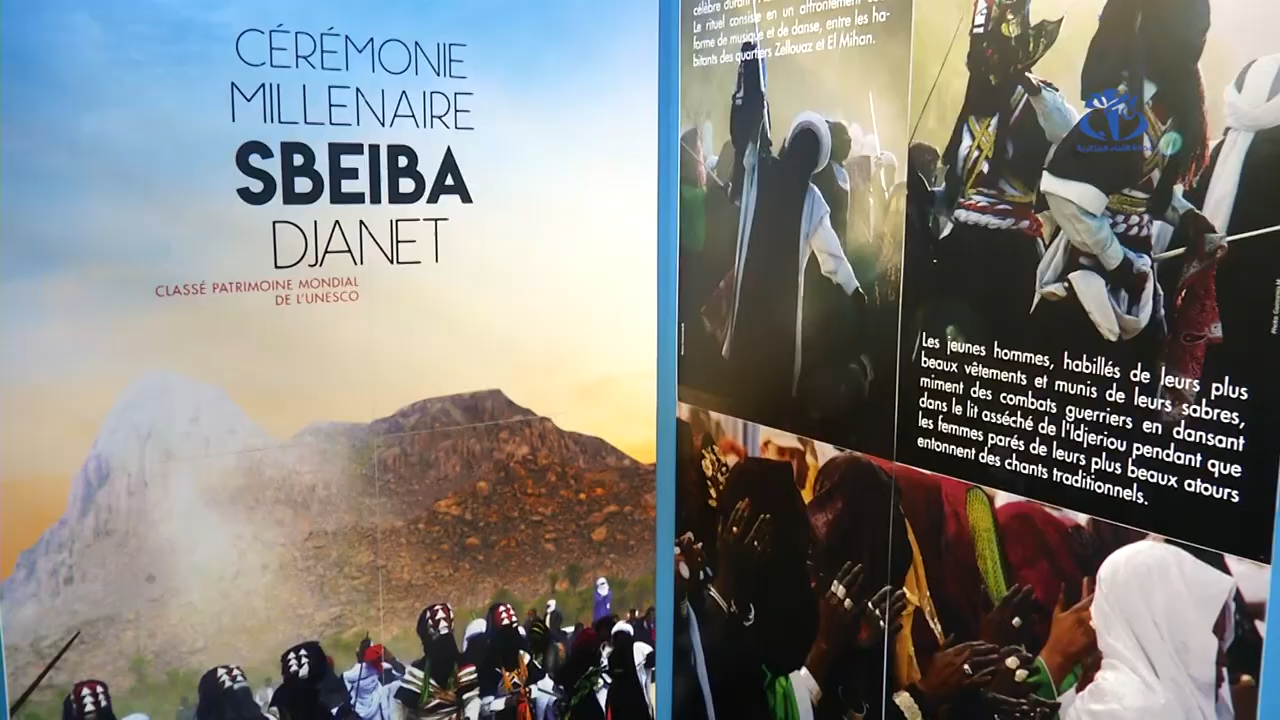 CÉRÉMONIE
MILLENAIRE
SBEIBA
DJANET
CLASSÉ PATRIMOINE MONDIAL
DE L'UNESCO
célèbre durant
Le rituel consiste en un affrontement
forme de musique et de danse, entre les ha-
bitants des quartiers Zellouaz et El Mihan.
Les jeunes hommes, habillés de leurs plus
beaux vêtements et munis de leurs sabres,
miment des combats guerriers en dansant
dans le lit asséché de l'Idjeriou pendant que
les femmes parés de leurs plus beaux atours
entonnent des chants traditionnels.